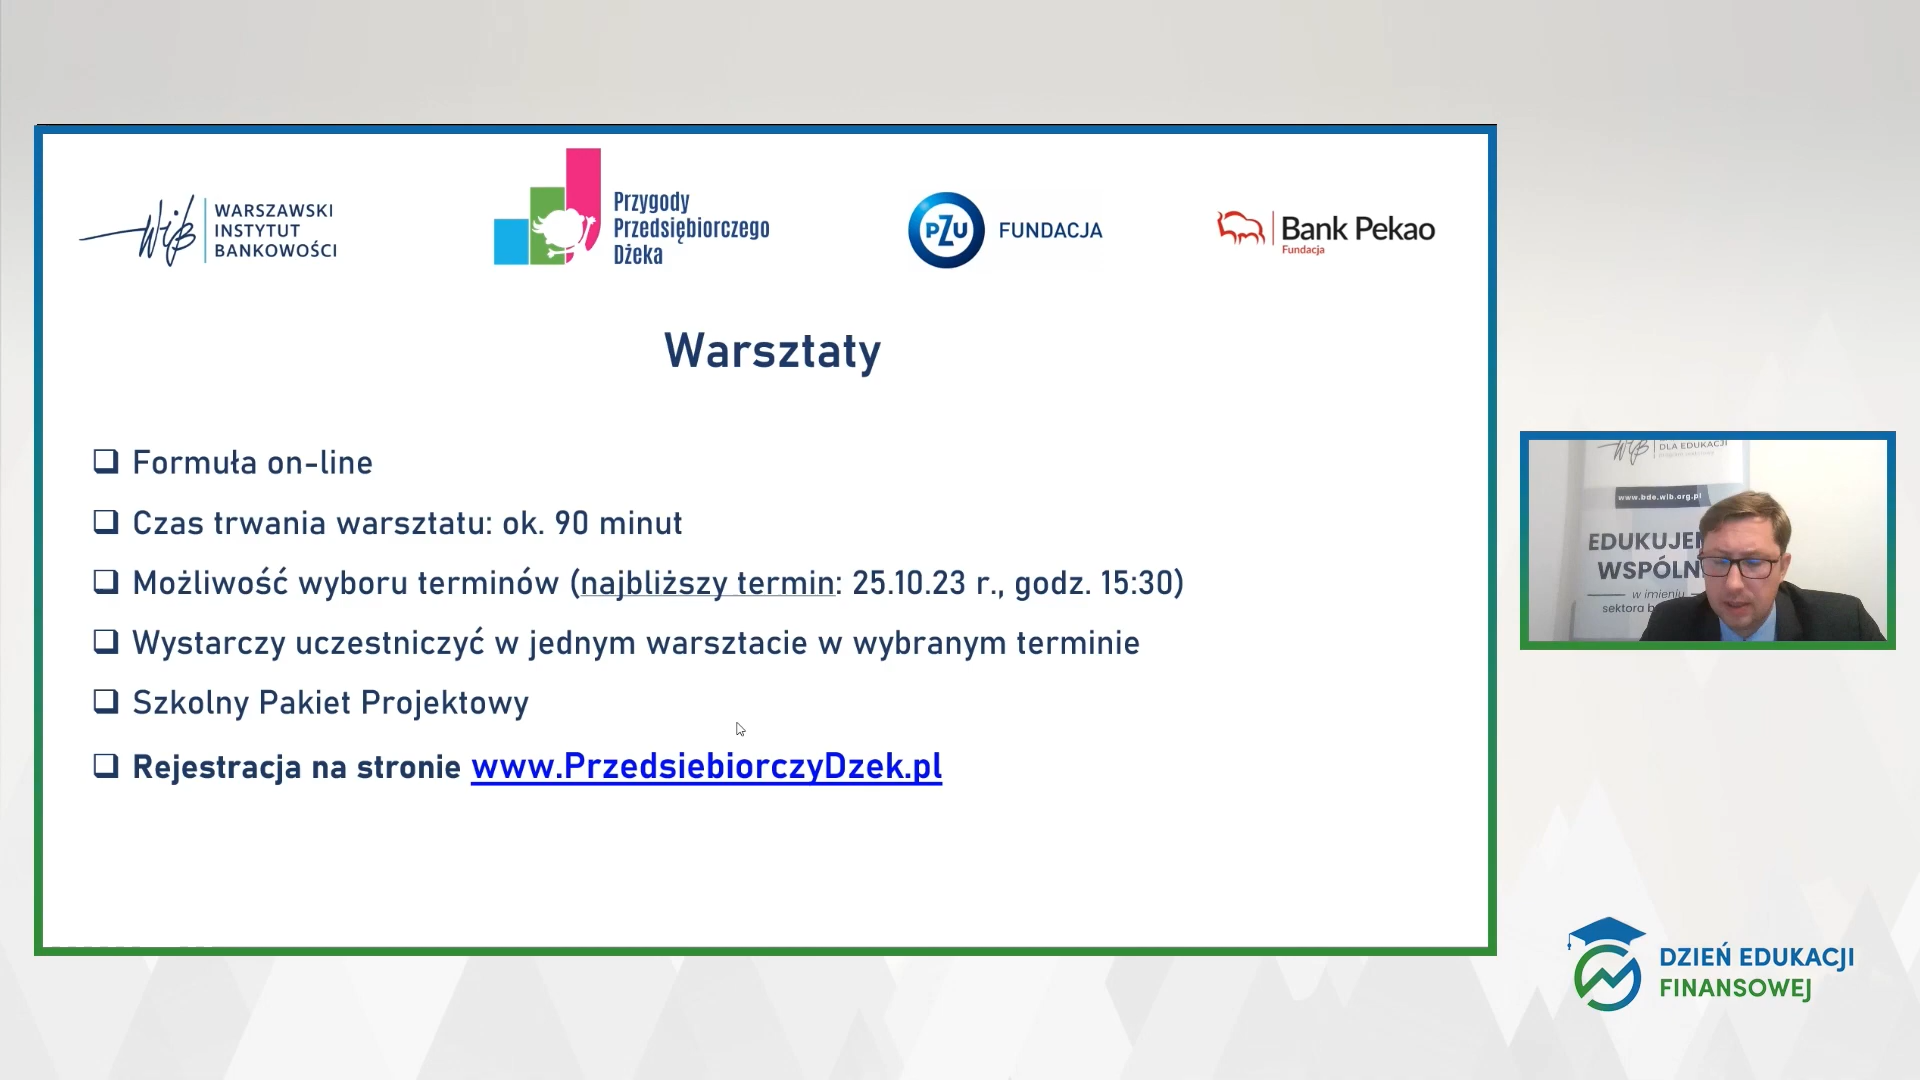 WARSZAWSKI
INSTYTUT
BANKOWOŚCI
Przygody
Przedsiębiorczego
Dżeka
PZU
FUNDACJA
Bank Pekao
Fundacja
Warsztaty
Formuła on-line
Czas trwania warsztatu: ok. 90 minut
Możliwość wyboru terminów (najbliższy termin: 25.10.23 r., godz. 15:30)
Wystarczy uczestniczyć w jednym warsztacie w wybranym terminie
Szkolny Pakiet Projektowy
Rejestracja na stronie www.PrzedsiebiorczyDzek.pl
DLA EDUKACJI
www.bde.wib.org.pl
EDUKUJE
WSPÓLN
w imieniu
sektora b
DZIEŃ EDUKACJI
FINANSOWEJ